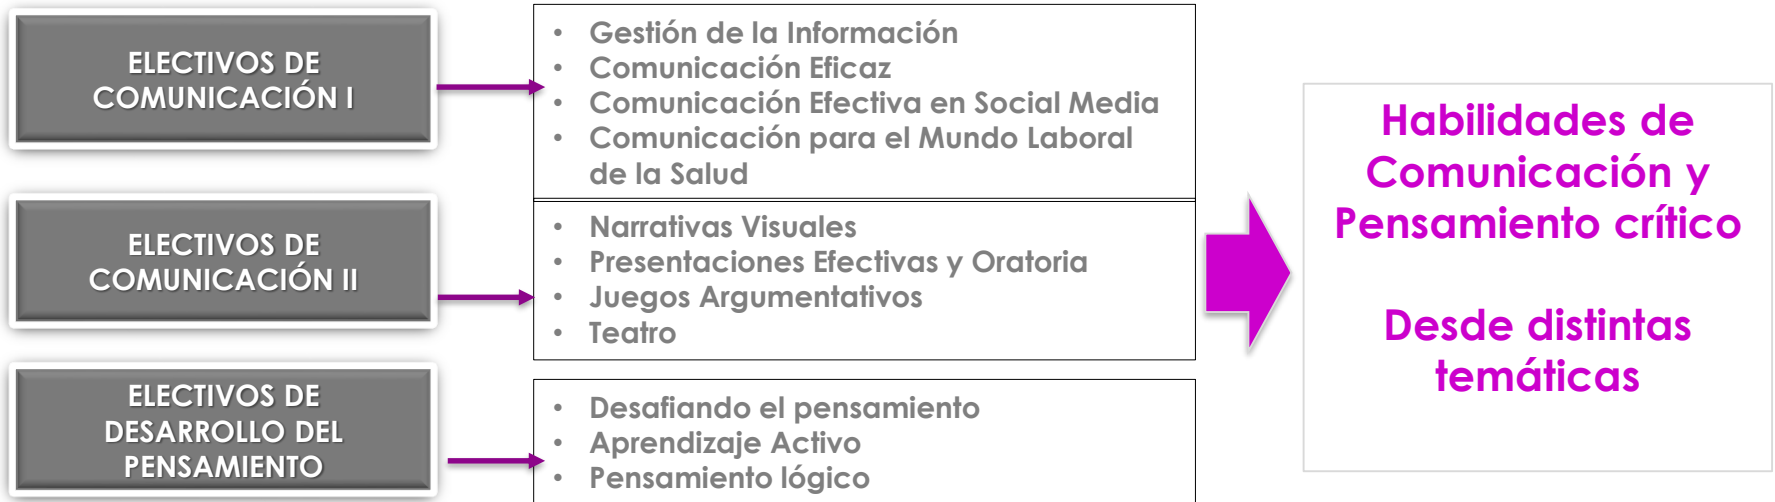 ELECTIVOS DE
COMUNICACIÓN I
• Gestión de la Información
• Comunicación Eficaz
• Comunicación Efectiva en Social Media
• Comunicación para el Mundo Laboral
de la Salud
ELECTIVOS DE
COMUNICACIÓN II
• Narrativas Visuales
• Presentaciones Efectivas y Oratoria
• Juegos Argumentativos
• Teatro
ELECTIVOS DE
DESARROLLO DEL
PENSAMIENTO
• Desafiando el pensamiento
• Aprendizaje Activo
• Pensamiento lógico
Habilidades de
Comunicación y
Pensamiento crítico
Desde distintas
temáticas